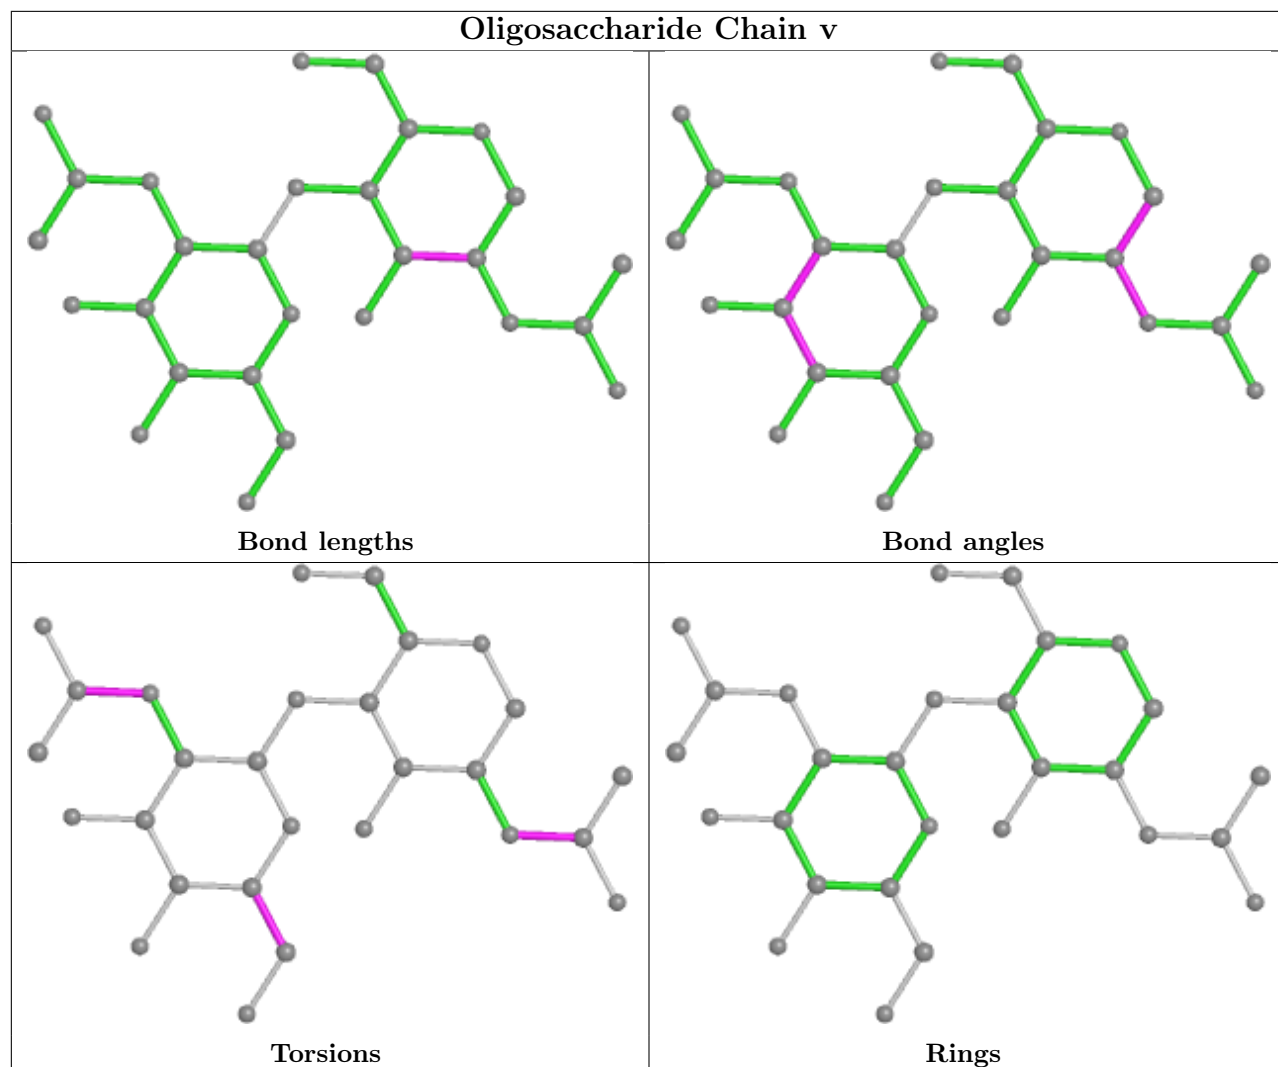 Oligosaccharide Chain v
Bond lengths
Bond angles
Torsions
Rings